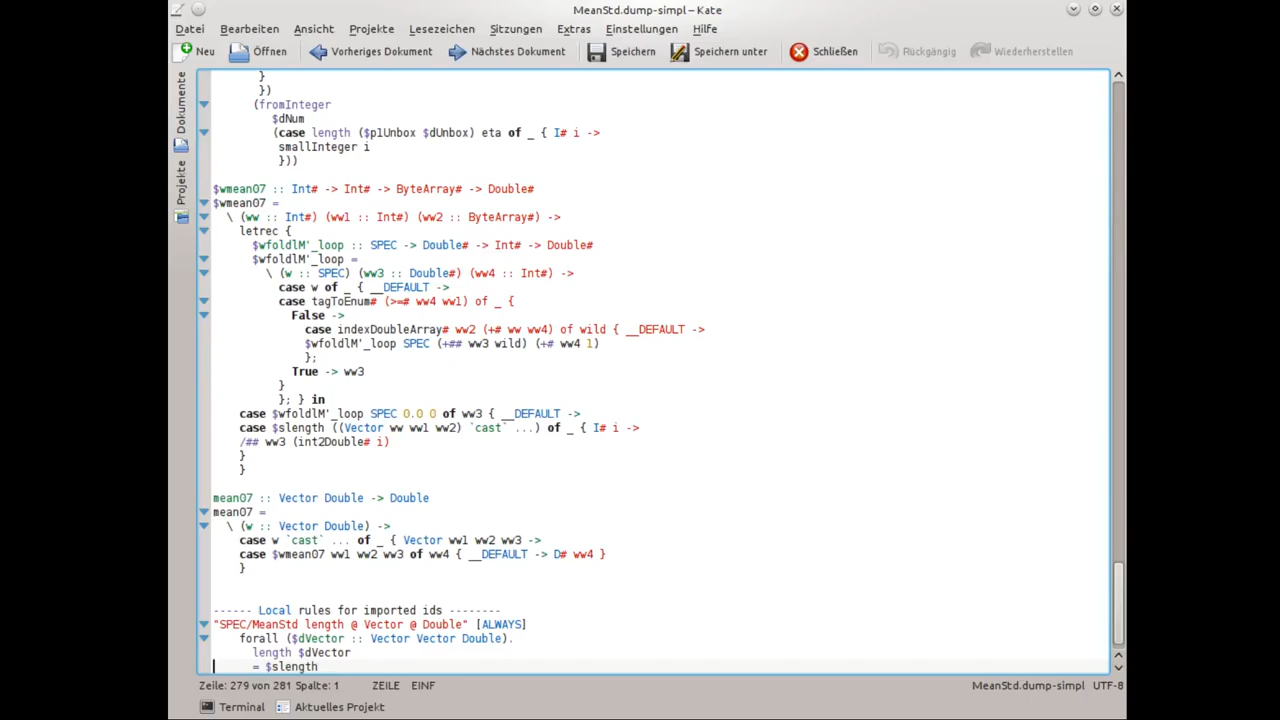 MeanStd.dump-simpl – Kate
Datei Bearbeiten Ansicht Projekte Lesezeichen Sitzungen Extras Einstellungen Hilfe
Neu Öffnen Vorheriges Dokument Nächstes Dokument Speichern Speichern unter Schließen Rückgängig Wiederherstellen
Dokumente
Projekte
}
})
(fromInteger
$dNum
(case length ($p1Unbox $dUnbox) eta of _ { I# i ->
smallInteger i
}))
$wmean07 :: Int# -> Int# -> ByteArray# -> Double#
$wmean07 =
\ (ww :: Int#) (ww1 :: Int#) (ww2 :: ByteArray#) ->
letrec {
$wfoldlM'_loop :: SPEC -> Double# -> Int# -> Double#
$wfoldlM'_loop =
\ (w :: SPEC) (ww3 :: Double#) (ww4 :: Int#) ->
case w of _ { __DEFAULT ->
case tagToEnum# (>=# ww4 ww1) of _ {
False ->
case indexDoubleArray# ww2 (+# ww ww4) of wild { __DEFAULT ->
$wfoldlM'_loop SPEC (+## ww3 wild) (+# ww4 1)
};
True -> ww3
}
}; } in
case $wfoldlM'_loop SPEC 0.0 0 of ww3 { __DEFAULT ->
case $slength ((Vector ww ww1 ww2) `cast` ...) of _ { I# i ->
/## ww3 (int2Double# i)
}
}
mean07 :: Vector Double -> Double
mean07 =
\ (w :: Vector Double) ->
case w `cast` ... of _ { Vector ww1 ww2 ww3 ->
case $wmean07 ww1 ww2 ww3 of ww4 { __DEFAULT -> D# ww4 }
}
------ Local rules for imported ids --------
"SPEC/MeanStd length @ Vector @ Double" [ALWAYS]
forall ($dVector :: Vector Vector Double).
length $dVector
= $slength
Zeile: 279 von 281 Spalte: 1 ZEILE EINF MeanStd.dump-simpl UTF-8
Terminal Aktuelles Projekt